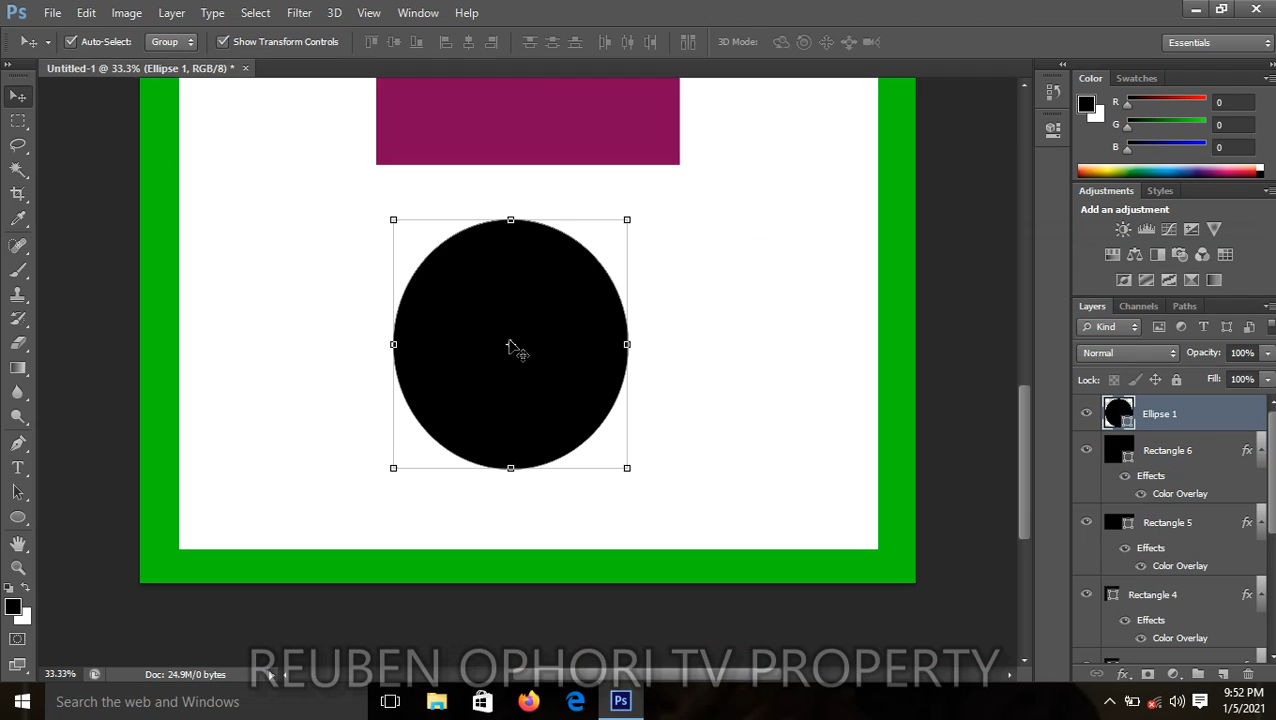 Ps File Edit Image Layer Type Select Filter 3D View Window Help
Auto-Select: Group Show Transform Controls 3D Mode: Essentials
Untitled-1 @ 33.3% (Ellipse 1, RGB/8) * ×
Color Swatches
R 0
G 0
B 0
Adjustments Styles
Add an adjustment
Layers Channels Paths
Kind
Normal Opacity: 100%
Lock: Fill: 100%
Ellipse 1
Rectangle 6 fx
Effects
Color Overlay
Rectangle 5 fx
Effects
Color Overlay
Rectangle 4 fx
Effects
Color Overlay
33.33% Doc: 24.9M/0 bytes
REUBEN OPHORI TV PROPERTY
Search the web and Windows
Ps
9:52 PM
1/5/2021